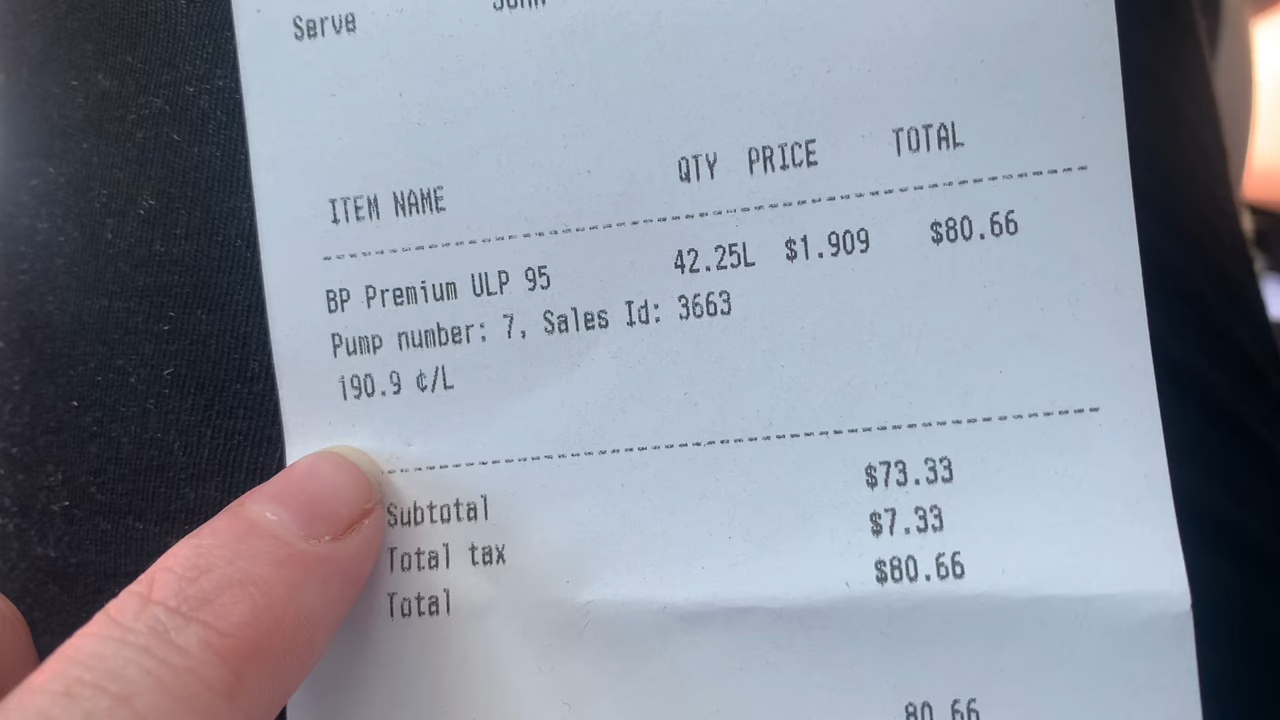 Serve John
ITEM NAME QTY PRICE TOTAL
BP Premium ULP 95 42.25L $1.909 $80.66
Pump number: 7, Sales Id: 3663
190.9 ¢/L
Subtotal $73.33
Total tax $7.33
Total $80.66
80.66